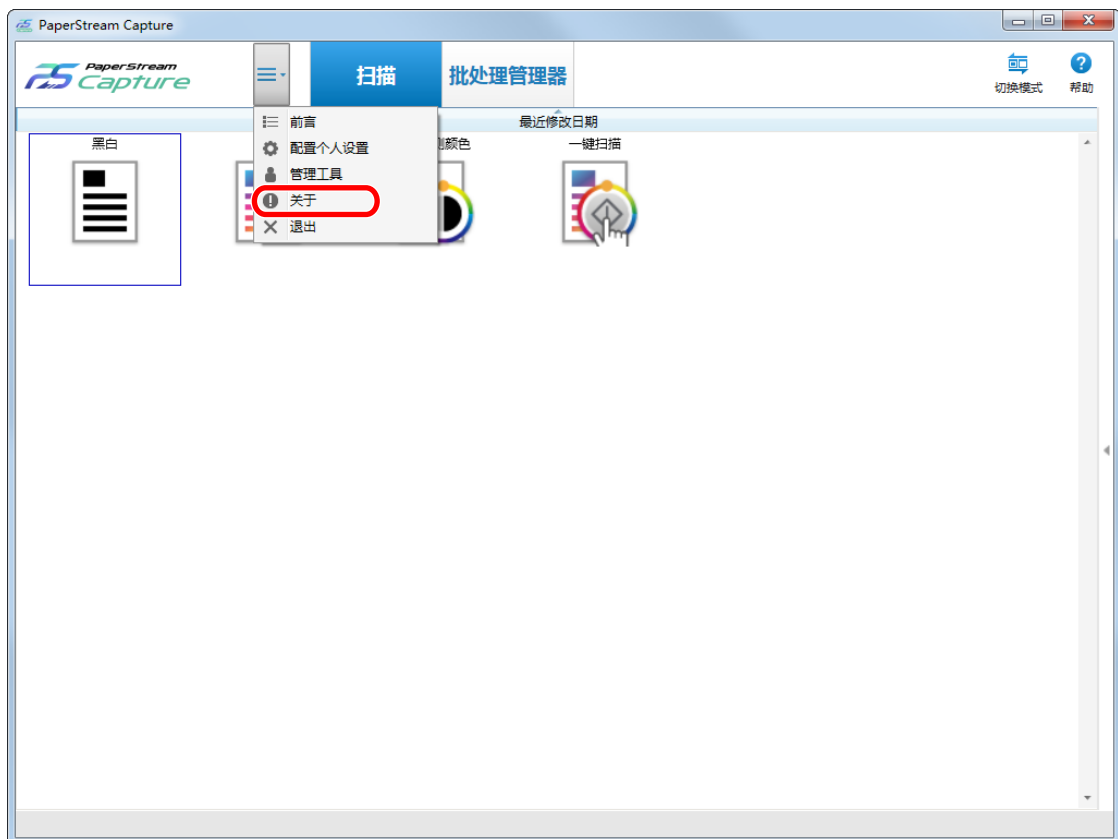 PaperStream Capture
PaperStream
Capture
扫描
批处理管理器
切换模式
帮助
最近修改日期
前言
配置个人设置
管理工具
关于
退出
黑白
颜色
一键扫描